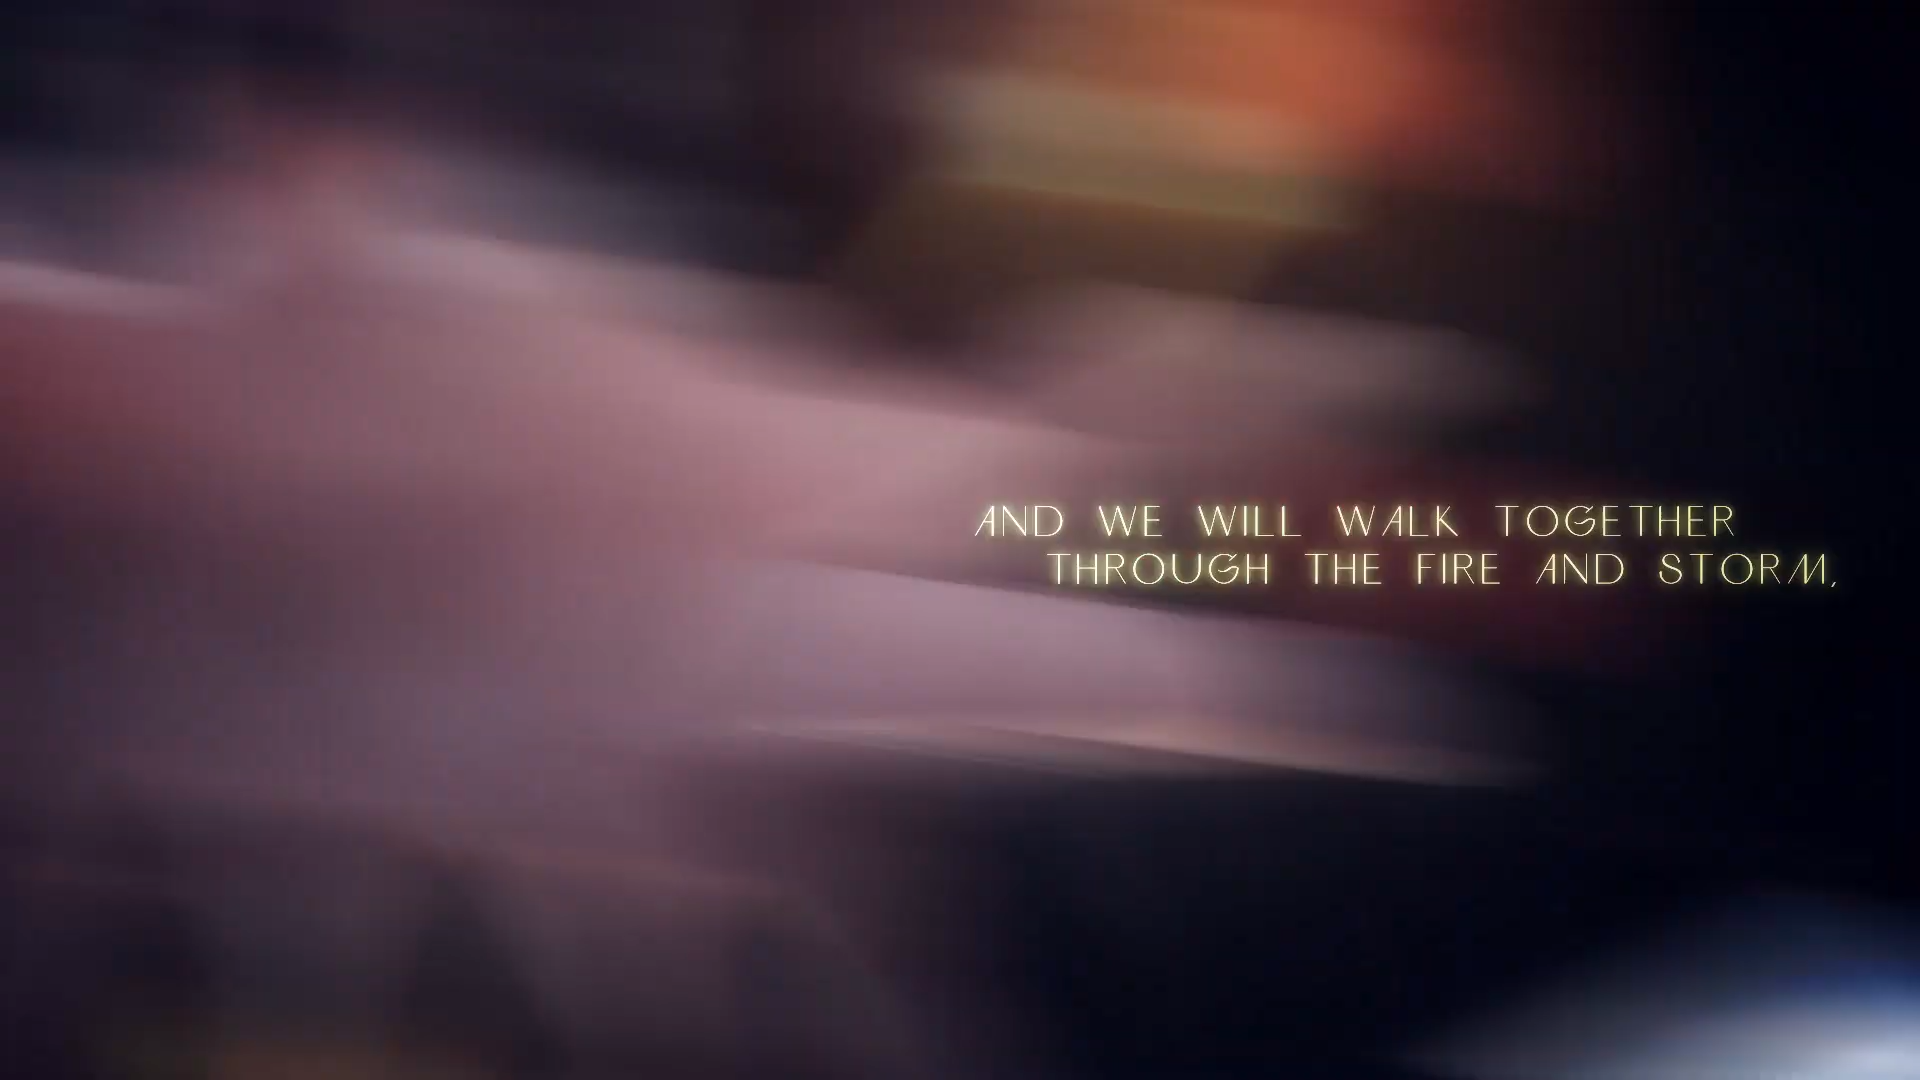 AND WE WILL WALK TOGETHER
THROUGH THE FIRE AND STORM,